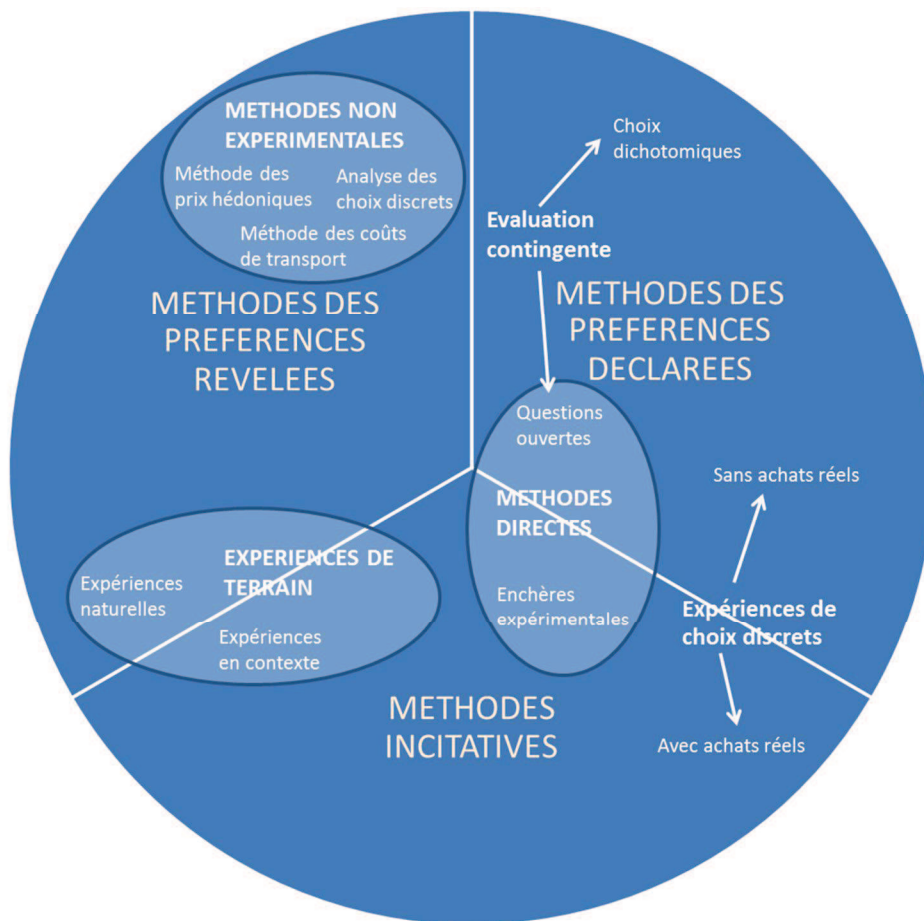 METHODES NON
EXPERIMENTALES
Méthode des
prix hédoniques
Analyse des
choix discrets
Méthode des coûts
de transport
METHODES DES
PREFERENCES
REVELEES
Choix
dichotomiques
Evaluation
contingente
METHODES DES
PREFERENCES
DECLAREES
Questions
ouvertes
METHODES
DIRECTES
Enchères
expérimentales
Sans achats réels
Expériences de
choix discrets
Avec achats réels
EXPERIENCES DE
TERRAIN
Expériences
naturelles
Expériences
en contexte
METHODES
INCITATIVES